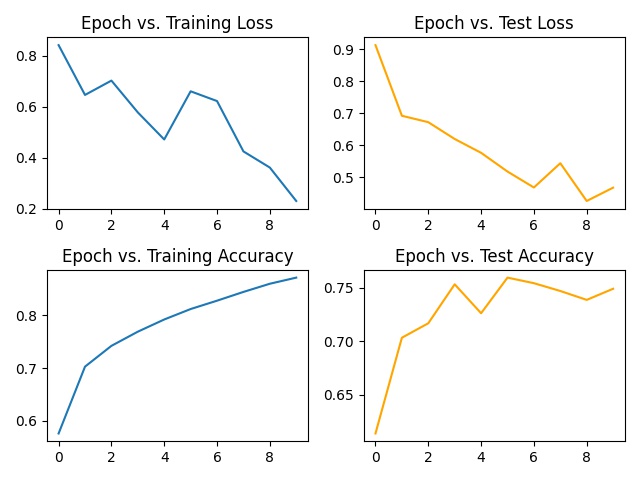 Epoch vs. Training Loss
0.8
0.6
0.4
0.2
0 2 4 6 8
Epoch vs. Test Loss
0.9
0.8
0.7
0.6
0.5
0 2 4 6 8
Epoch vs. Training Accuracy
0.8
0.7
0.6
0 2 4 6 8
Epoch vs. Test Accuracy
0.75
0.70
0.65
0 2 4 6 8